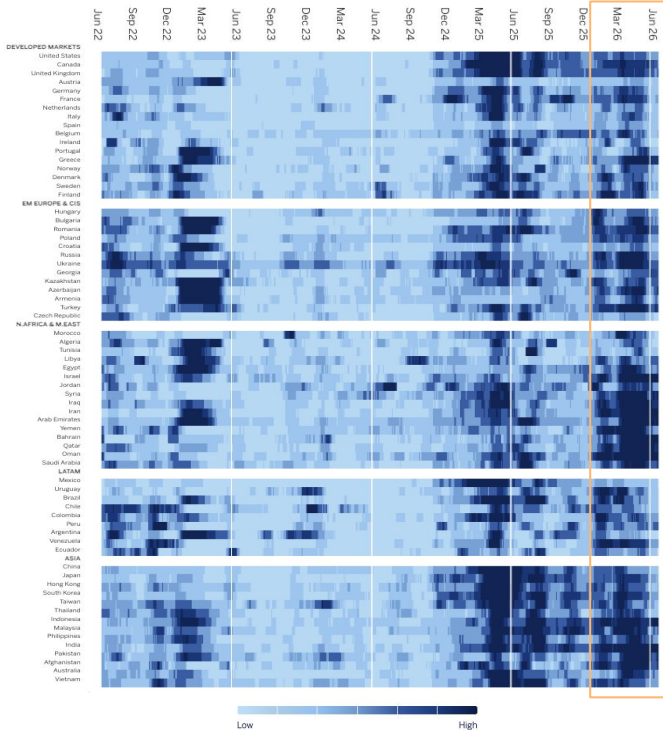 Jun 22
Sep 22
Dec 22
Mar 23
Jun 23
Sep 23
Dec 23
Mar 24
Jun 24
Sep 24
Dec 24
Mar 25
Jun 25
Sep 25
Dec 25
Mar 26
Jun 26
DEVELOPED MARKETS
United States
Canada
United Kingdom
Austria
Germany
France
Netherlands
Italy
Spain
Belgium
Ireland
Portugal
Greece
Norway
Denmark
Sweden
Finland
EM EUROPE & CIS
Hungary
Bulgaria
Romania
Poland
Croatia
Russia
Ukraine
Georgia
Kazakhstan
Azerbaijan
Armenia
Turkey
Czech Republic
N.AFRICA & M.EAST
Morocco
Algeria
Tunisia
Libya
Egypt
Israel
Jordan
Syria
Iraq
Iran
Arab Emirates
Yemen
Bahrain
Qatar
Oman
Saudi Arabia
LATAM
Mexico
Uruguay
Brazil
Chile
Colombia
Peru
Argentina
Venezuela
Ecuador
ASIA
China
Japan
Hong Kong
South Korea
Taiwan
Thailand
Indonesia
Malaysia
Philippines
India
Pakistan
Afghanistan
Australia
Vietnam
Low High